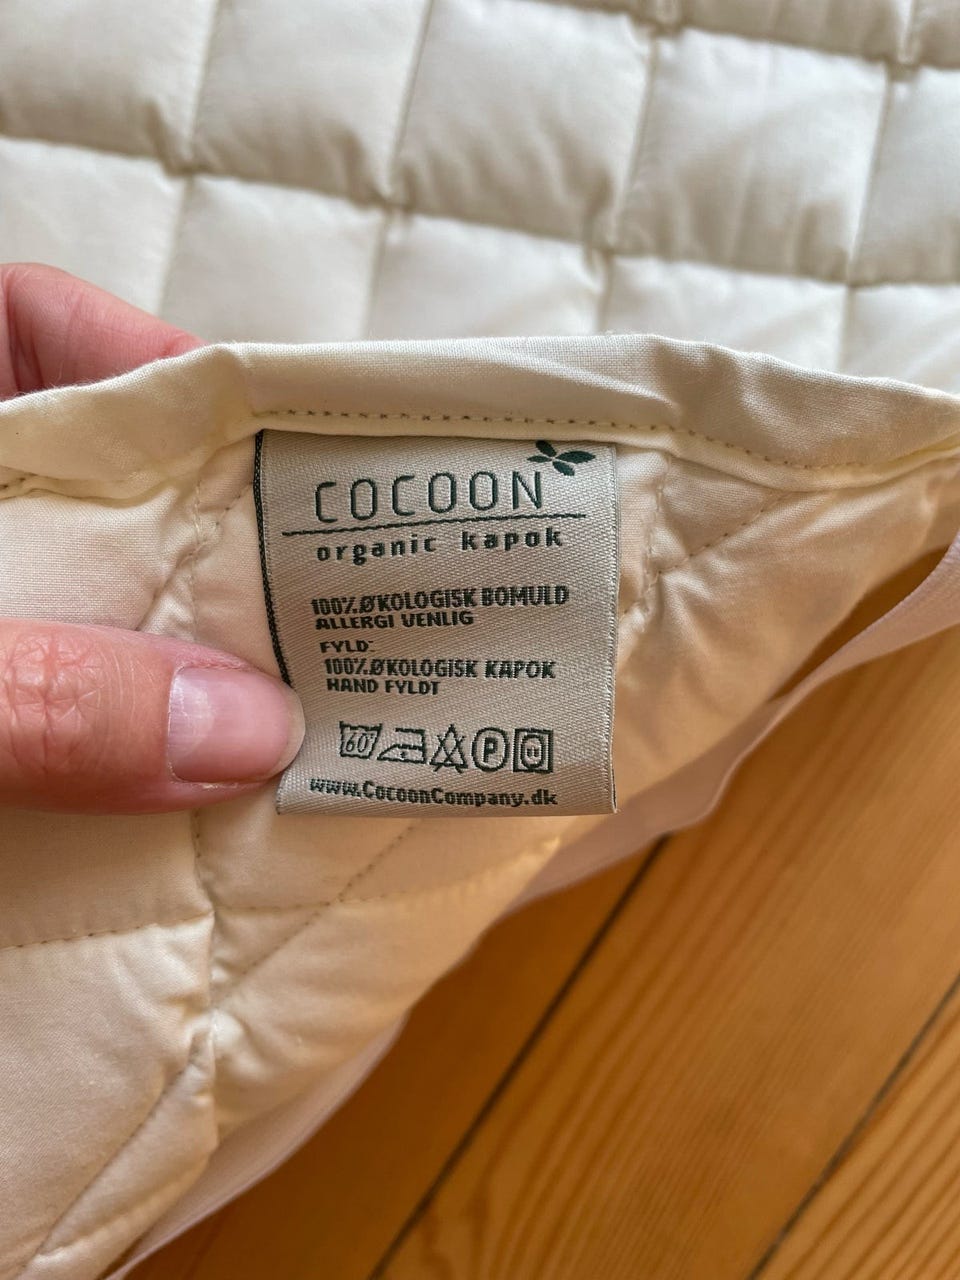 COCOON
organic kapok
100%.ØKOLOGISK BOMULD
ALLERGI VENLIG
FYLD:
100%.ØKOLOGISK KAPOK
HAND FYLDT
60° P
www.CocoonCompany.dk